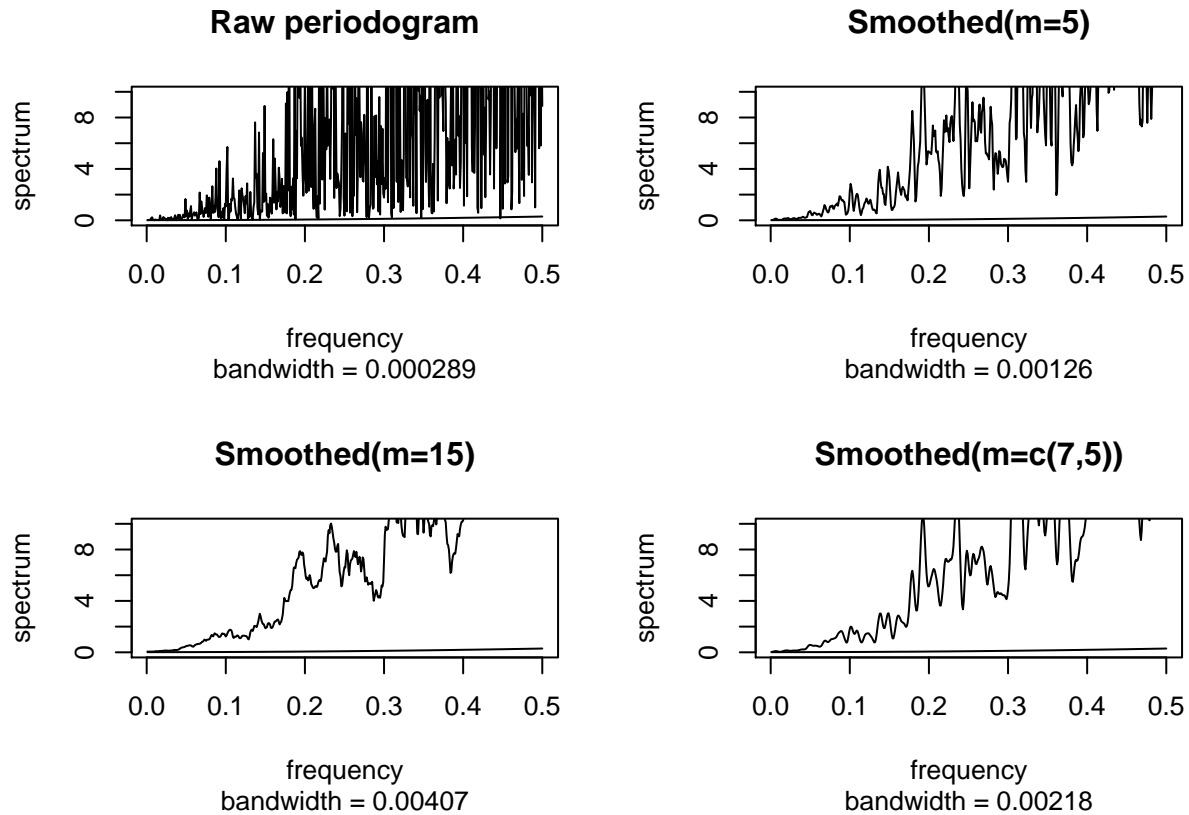 Raw periodogram
spectrum
0 4 8
0.0 0.1 0.2 0.3 0.4 0.5
frequency
bandwidth = 0.000289
Smoothed(m=5)
spectrum
0 4 8
0.0 0.1 0.2 0.3 0.4 0.5
frequency
bandwidth = 0.00126
Smoothed(m=15)
spectrum
0 4 8
0.0 0.1 0.2 0.3 0.4 0.5
frequency
bandwidth = 0.00407
Smoothed(m=c(7,5))
spectrum
0 4 8
0.0 0.1 0.2 0.3 0.4 0.5
frequency
bandwidth = 0.00218